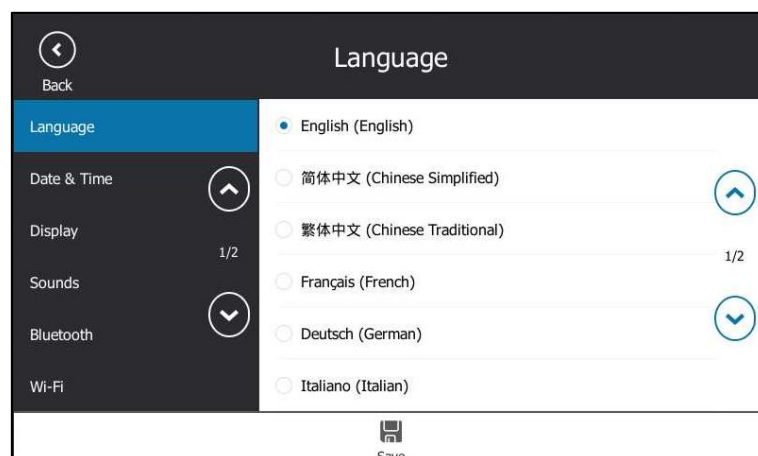 Language
Back
Language
Date & Time
Display
1/2
Sounds
Bluetooth
Wi-Fi
English (English)
简体中文 (Chinese Simplified)
繁体中文 (Chinese Traditional)
1/2
Français (French)
Deutsch (German)
Italiano (Italian)
Save